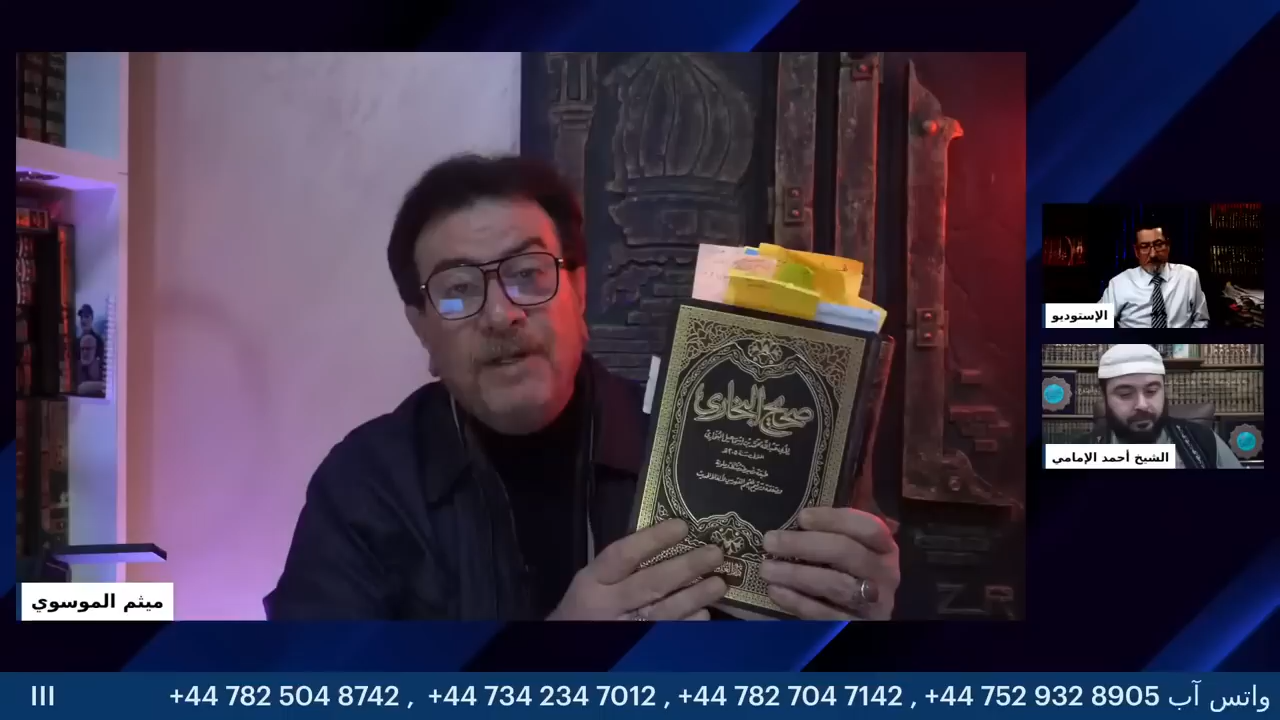 صحيح البخاري
ZR
الإستوديو
الشيخ أحمد الإمامي
ميثم الموسوي
||| +44 782 504 8742 , +44 734 234 7012 , +44 782 704 7142 , +44 752 932 8905 واتس آب